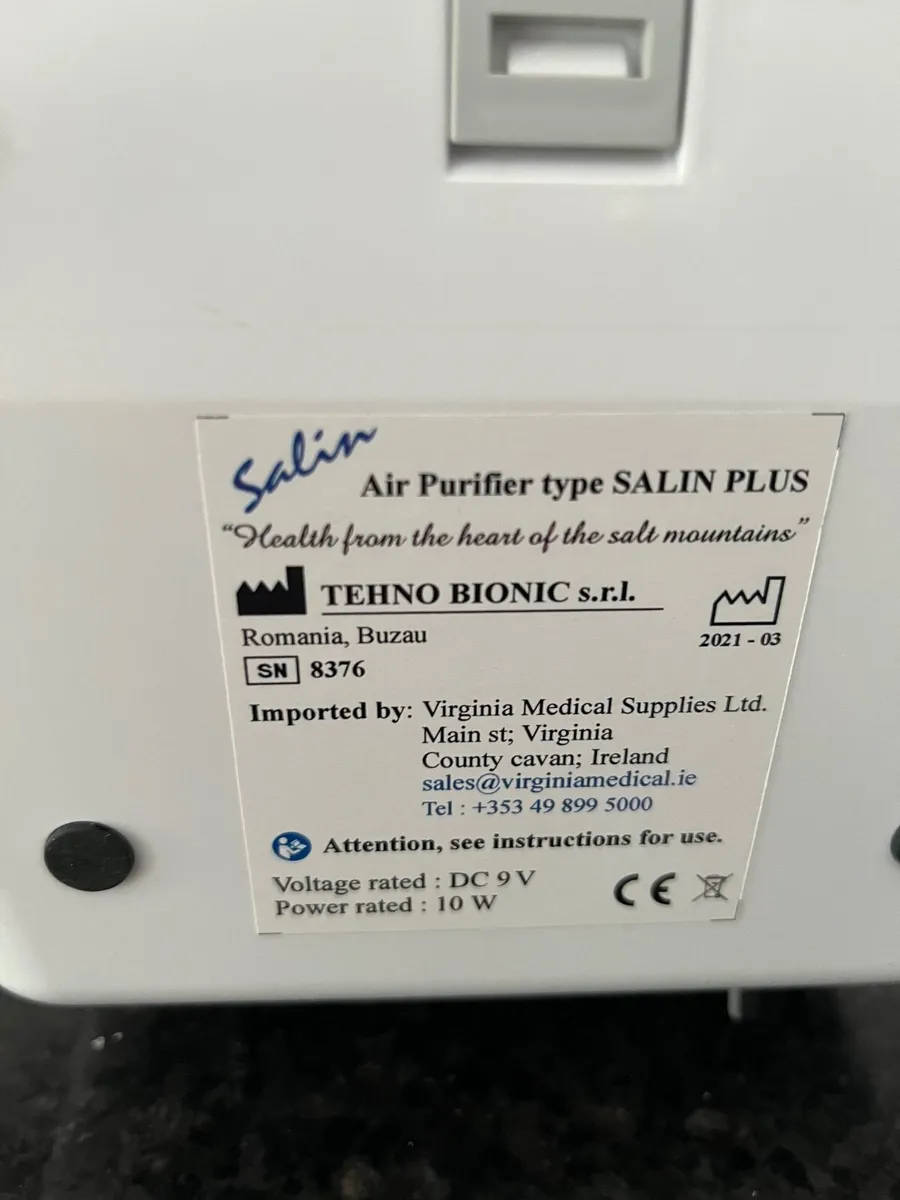 Salin
Air Purifier type SALIN PLUS
“Health from the heart of the salt mountains”
TEHNO BIONIC s.r.l.
Romania, Buzau
2021 - 03
SN 8376
Imported by: Virginia Medical Supplies Ltd.
Main st; Virginia
County cavan; Ireland
sales@virginiamedical.ie
Tel : +353 49 899 5000
Attention, see instructions for use.
Voltage rated : DC 9 V
Power rated : 10 W
CE